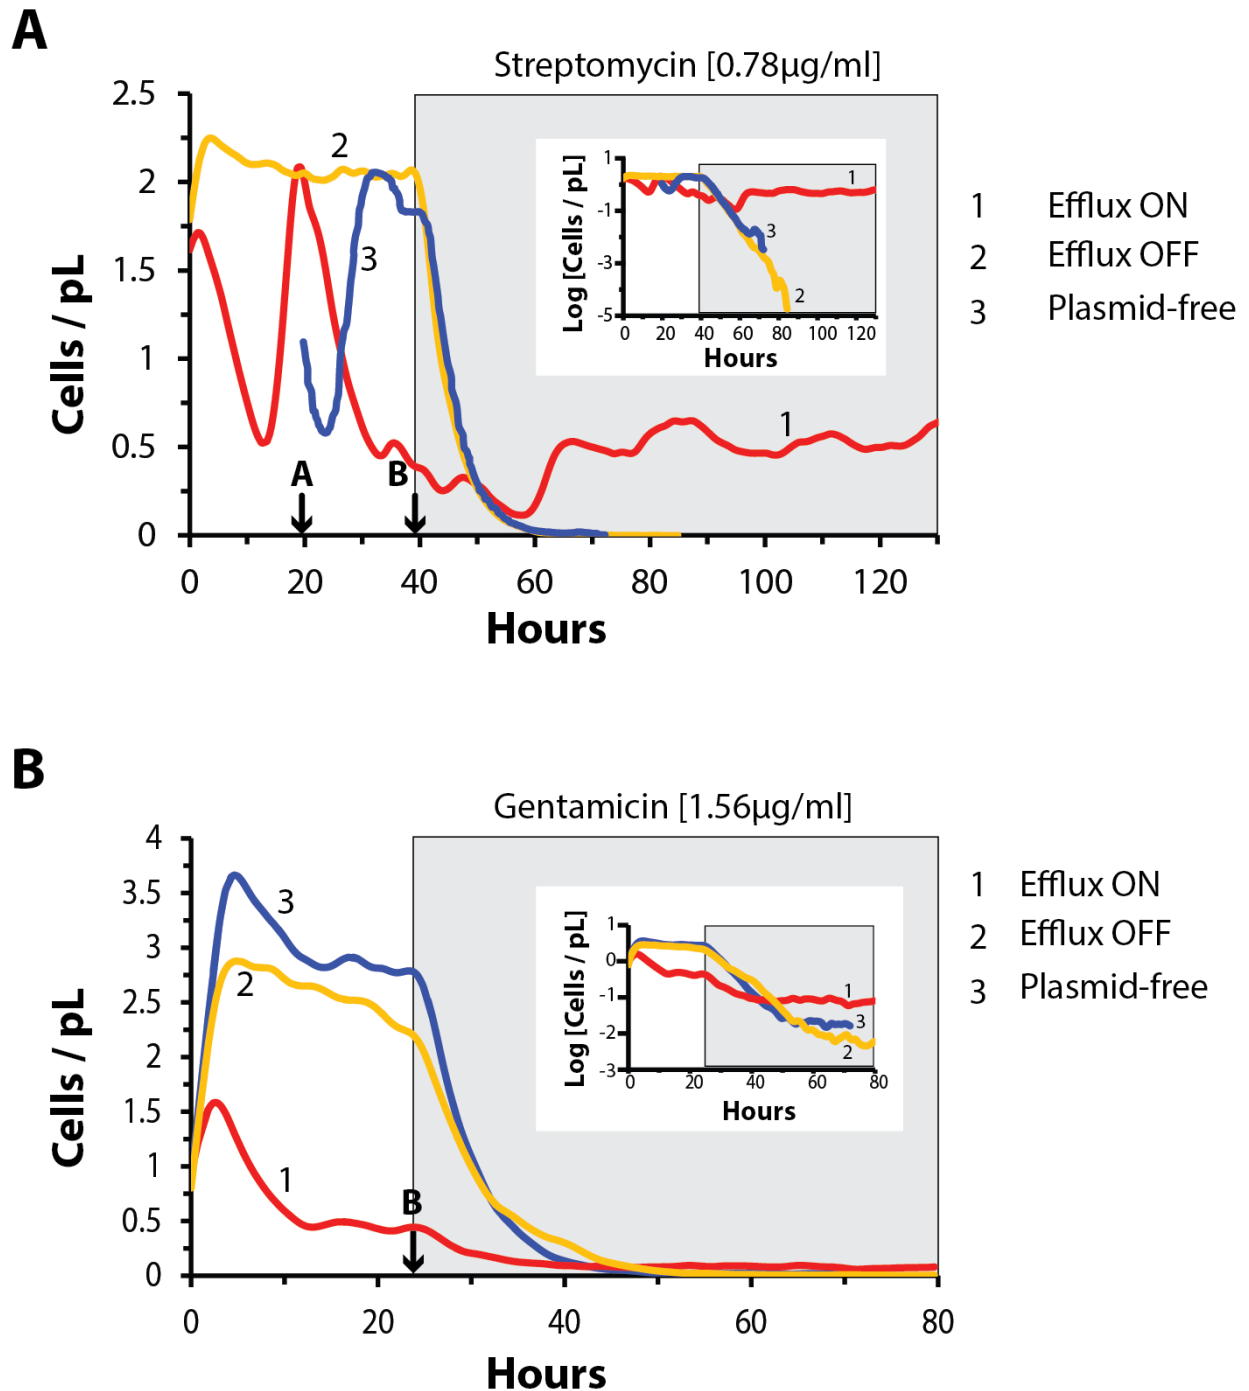 A
Streptomycin [0.78µg/ml]
2.5
2
1.5
1
0.5
0
Cells / pL
2
3
1
A
B
1
-1
-3
-5
Log [Cells / pL]
1
3
2
0 20 40 60 80 100 120
Hours
1
0 20 40 60 80 100 120
Hours
1 Efflux ON
2 Efflux OFF
3 Plasmid-free
B
Gentamicin [1.56µg/ml]
4
3.5
3
2.5
2
1.5
1
0.5
0
Cells / pL
3
2
1
B
1
0
-1
-2
-3
Log [Cells / pL]
1
3
2
0 20 40 60 80
Hours
0 20 40 60 80
Hours
1 Efflux ON
2 Efflux OFF
3 Plasmid-free